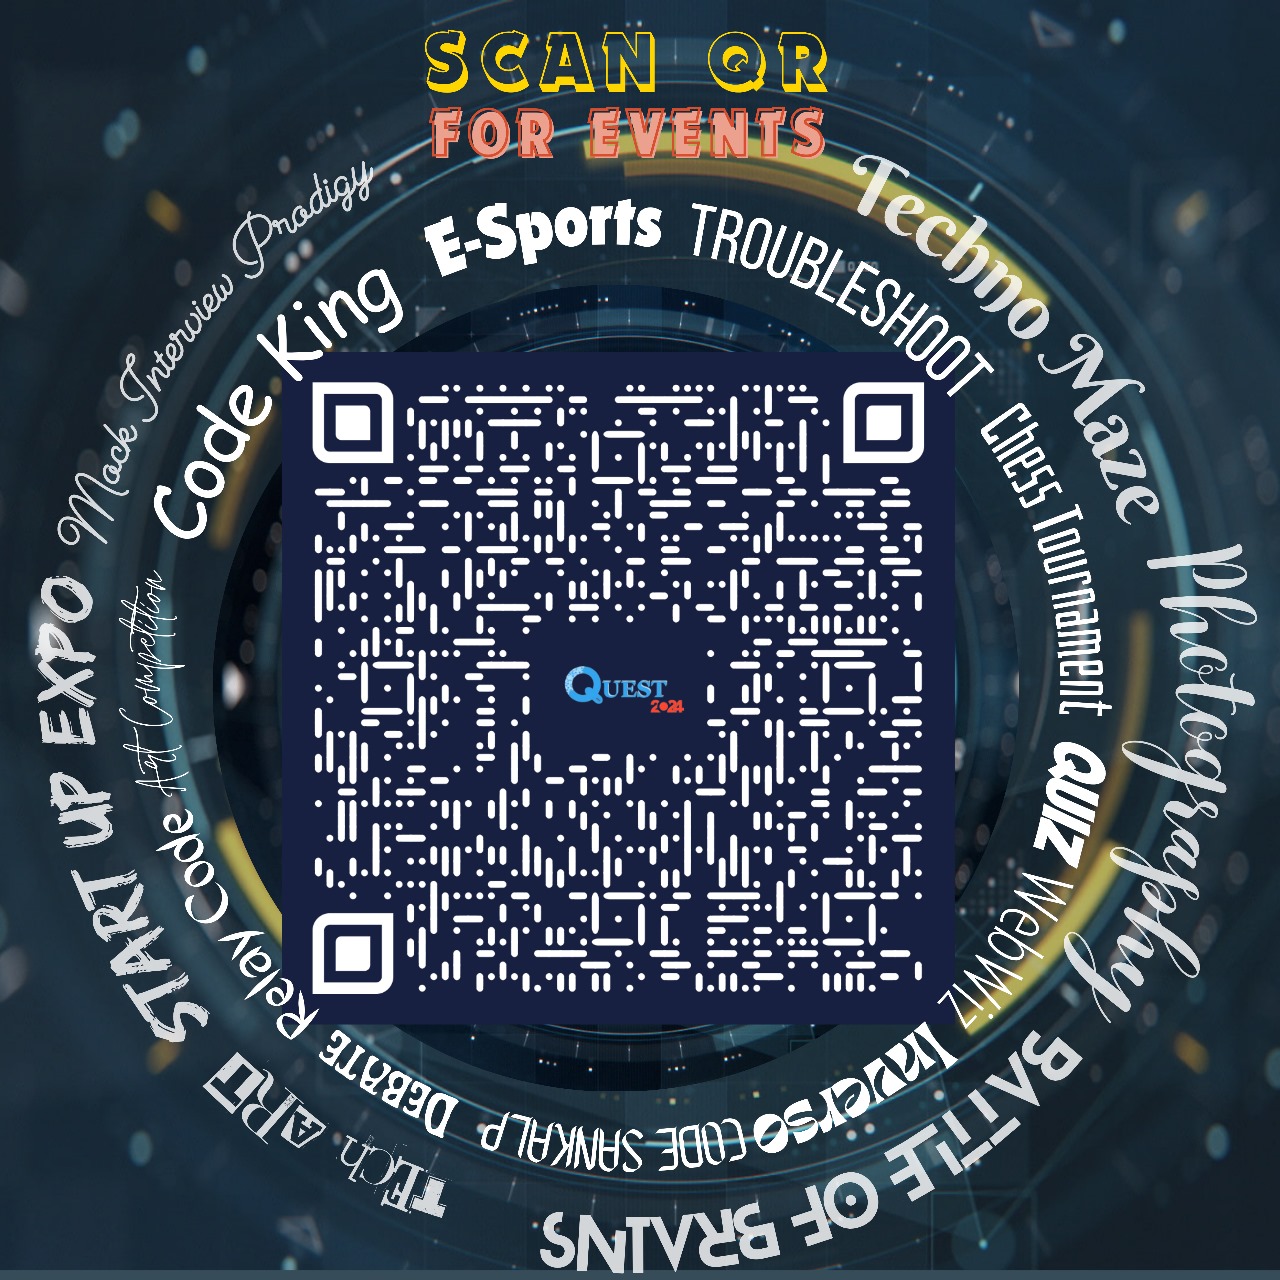 SCAN QR
FOR EVENTS
Mock Interview Prodigy
Techno Maze
Photography
BATTLE OF BRAINS
TEch ARD
START UP EXPO
Code King
E-Sports
TROUBLESHOOT
Chess Tournament
QUIZ
WebWiz
Inverso
CODE SANKALP
DEBATE
Relay Code
Art Competition
QUEST
2024